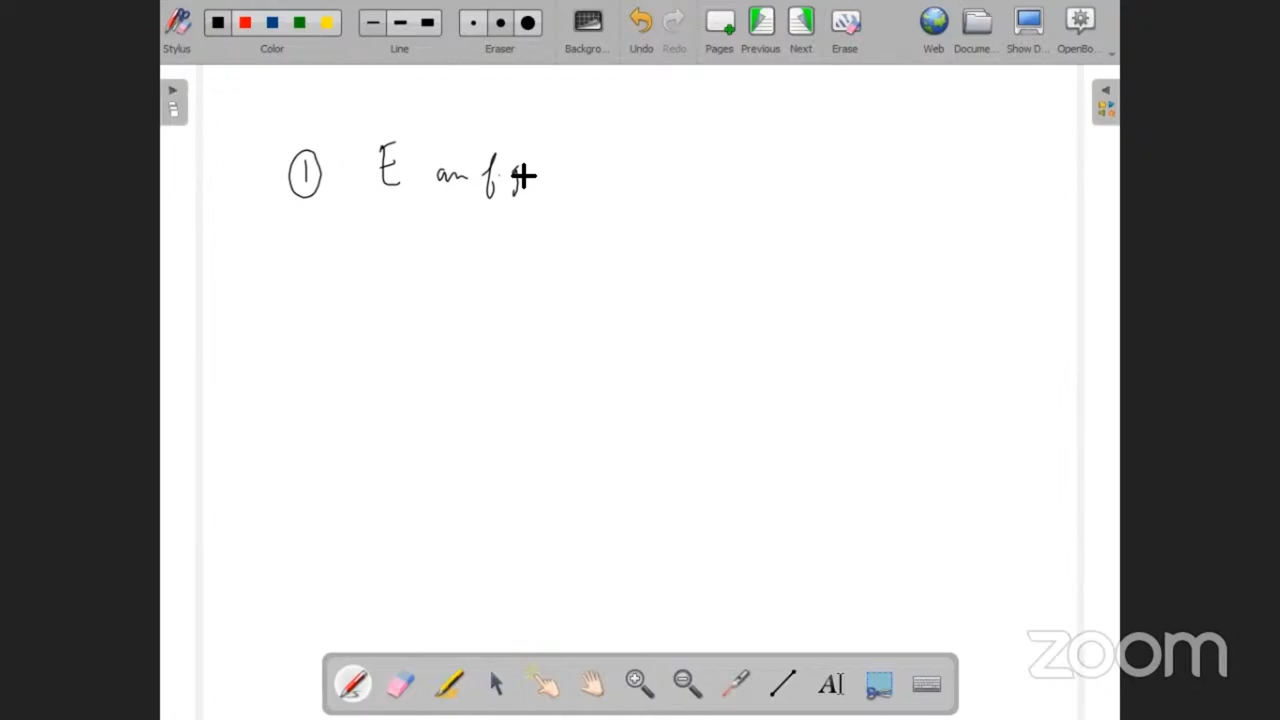 Stylus Color Line Eraser Backgro... Undo Redo Pages Previous Next Erase Web Docume... Show D... OpenBo...
① E an f.g
zoom